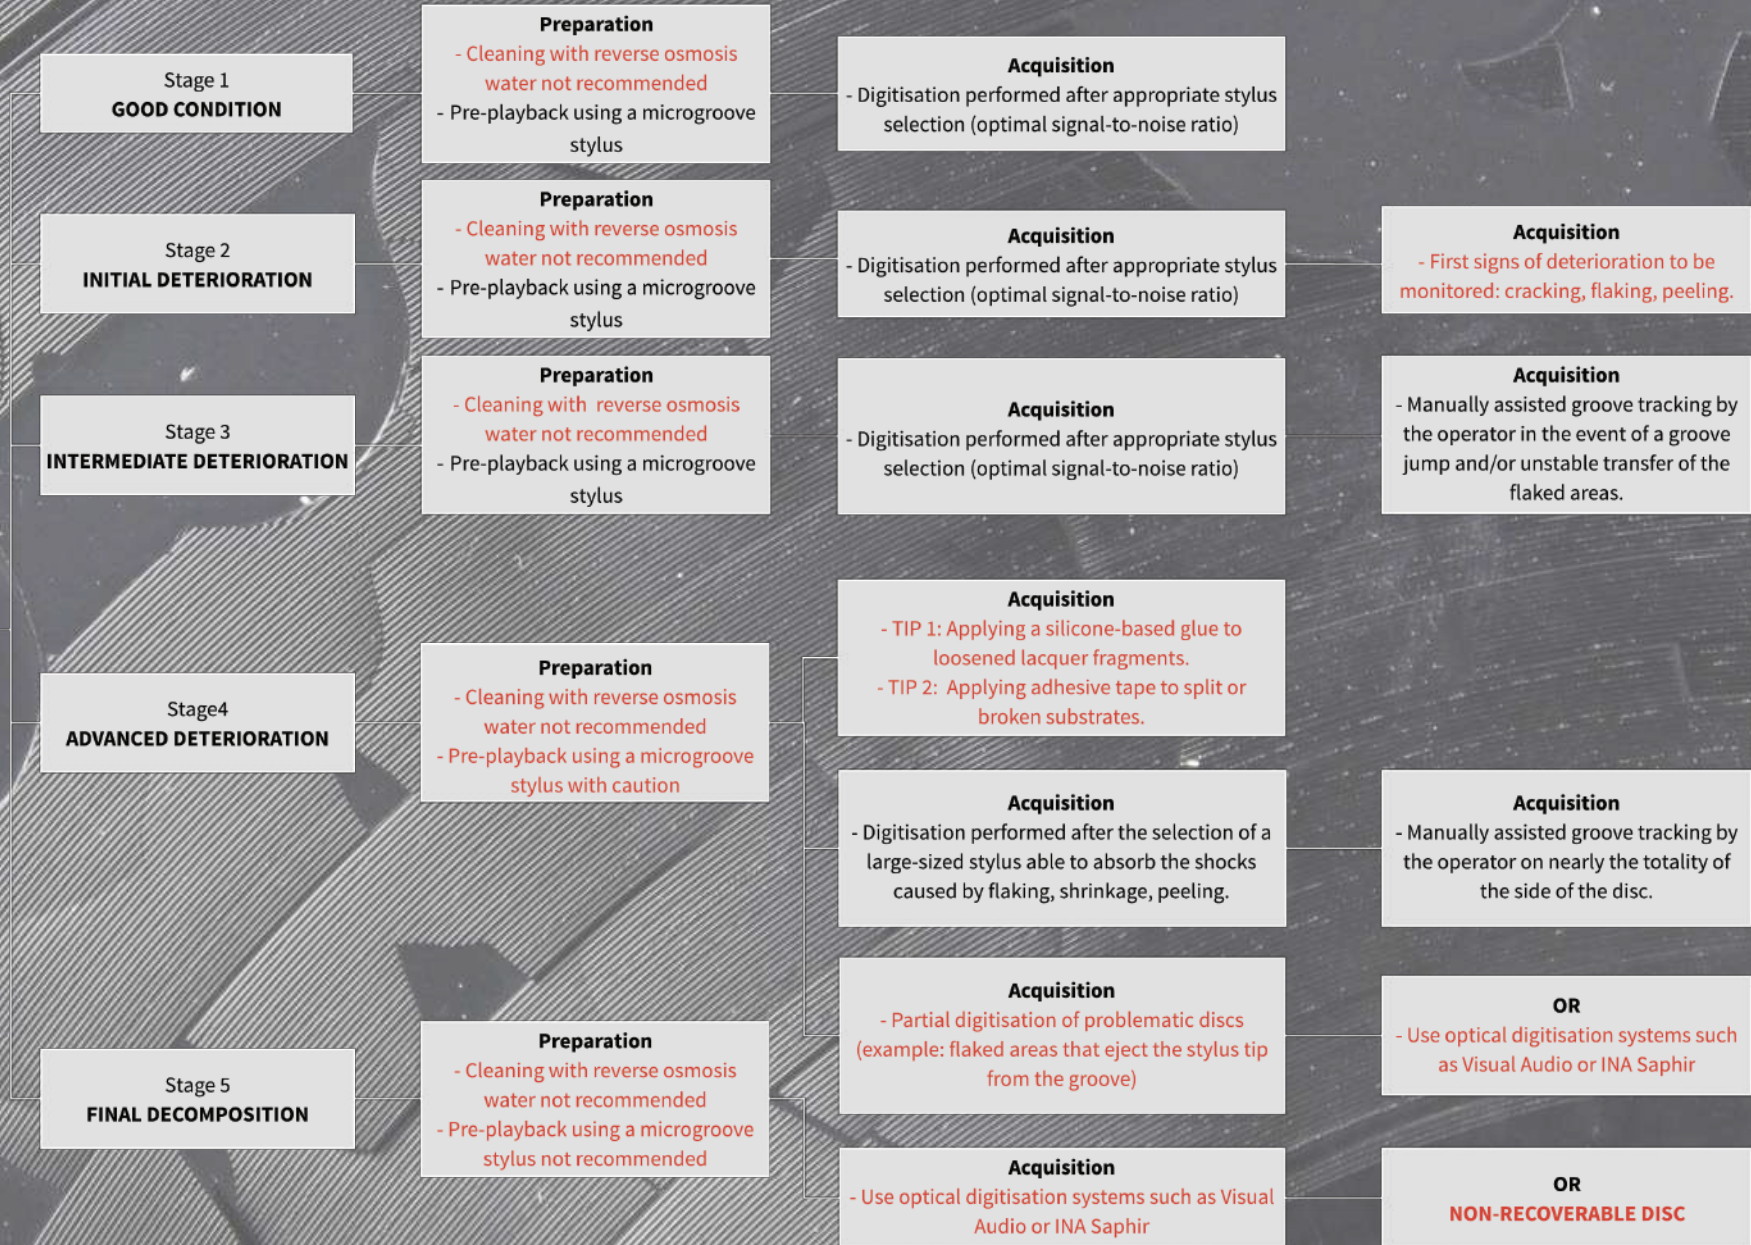 Stage 1
GOOD CONDITION
Preparation
- Cleaning with reverse osmosis
water not recommended
- Pre-playback using a microgroove
stylus
Acquisition
- Digitisation performed after appropriate stylus
selection (optimal signal-to-noise ratio)
Stage 2
INITIAL DETERIORATION
Preparation
- Cleaning with reverse osmosis
water not recommended
- Pre-playback using a microgroove
stylus
Acquisition
- Digitisation performed after appropriate stylus
selection (optimal signal-to-noise ratio)
Acquisition
- First signs of deterioration to be
monitored: cracking, flaking, peeling.
Stage 3
INTERMEDIATE DETERIORATION
Preparation
- Cleaning with  reverse osmosis
water not recommended
- Pre-playback using a microgroove
stylus
Acquisition
- Digitisation performed after appropriate stylus
selection (optimal signal-to-noise ratio)
Acquisition
- Manually assisted groove tracking by
the operator in the event of a groove
jump and/or unstable transfer of the
flaked areas.
Stage4
ADVANCED DETERIORATION
Preparation
- Cleaning with reverse osmosis
water not recommended
- Pre-playback using a microgroove
stylus with caution
Acquisition
- TIP 1: Applying a silicone-based glue to
loosened lacquer fragments.
- TIP 2:  Applying adhesive tape to split or
broken substrates.
Acquisition
- Digitisation performed after the selection of a
large-sized stylus able to absorb the shocks
caused by flaking, shrinkage, peeling.
Acquisition
- Manually assisted groove tracking by
the operator on nearly the totality of
the side of the disc.
Acquisition
- Partial digitisation of problematic discs
(example: flaked areas that eject the stylus tip
from the groove)
OR
- Use optical digitisation systems such
as Visual Audio or INA Saphir
Stage 5
FINAL DECOMPOSITION
Preparation
- Cleaning with reverse osmosis
water not recommended
- Pre-playback using a microgroove
stylus not recommended
Acquisition
- Use optical digitisation systems such as Visual
Audio or INA Saphir
OR
NON-RECOVERABLE DISC